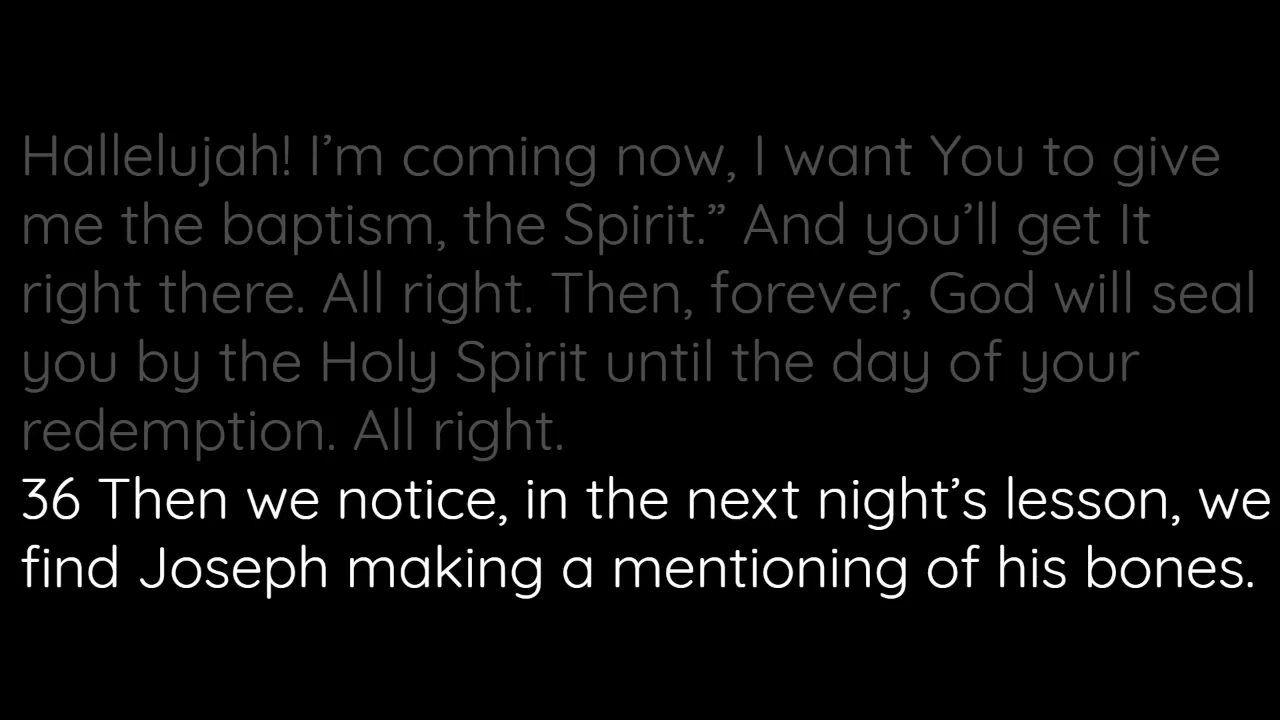 Hallelujah! I’m coming now, I want You to give
me the baptism, the Spirit.” And you’ll get It
right there. All right. Then, forever, God will seal
you by the Holy Spirit until the day of your
redemption. All right.
36 Then we notice, in the next night’s lesson, we
find Joseph making a mentioning of his bones.